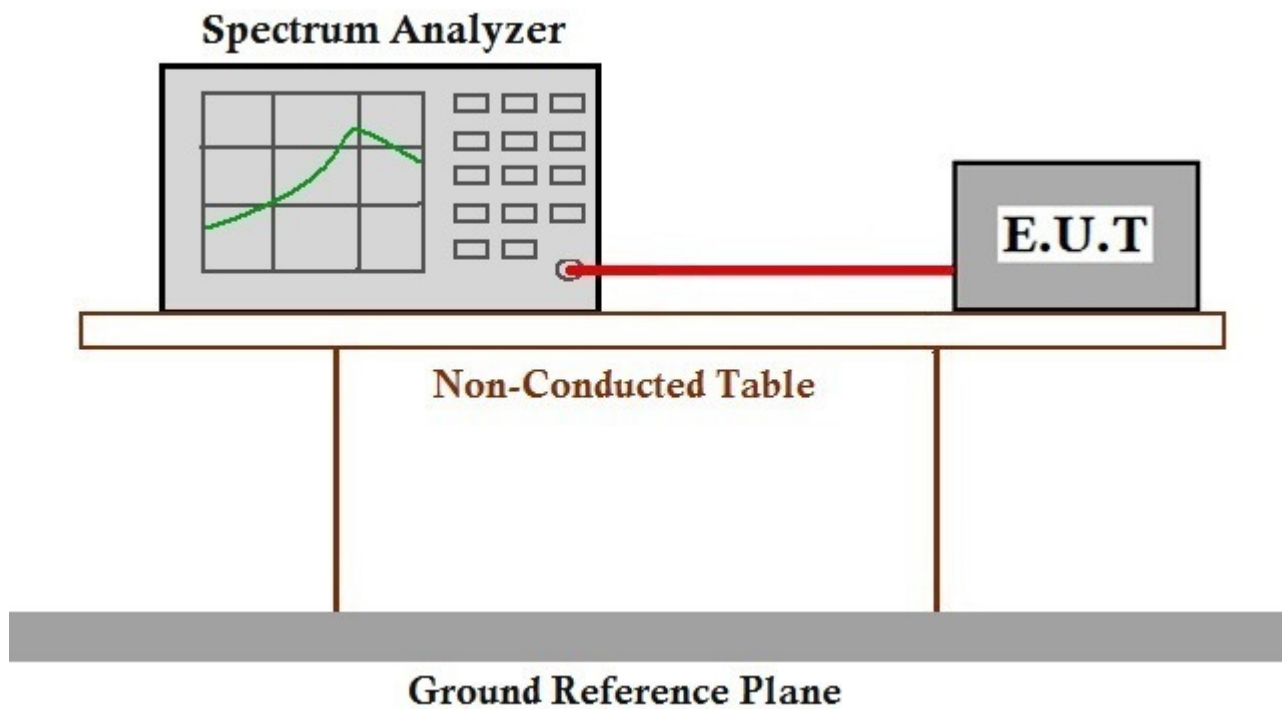 Spectrum Analyzer
E.U.T
Non-Conducted Table
Ground Reference Plane